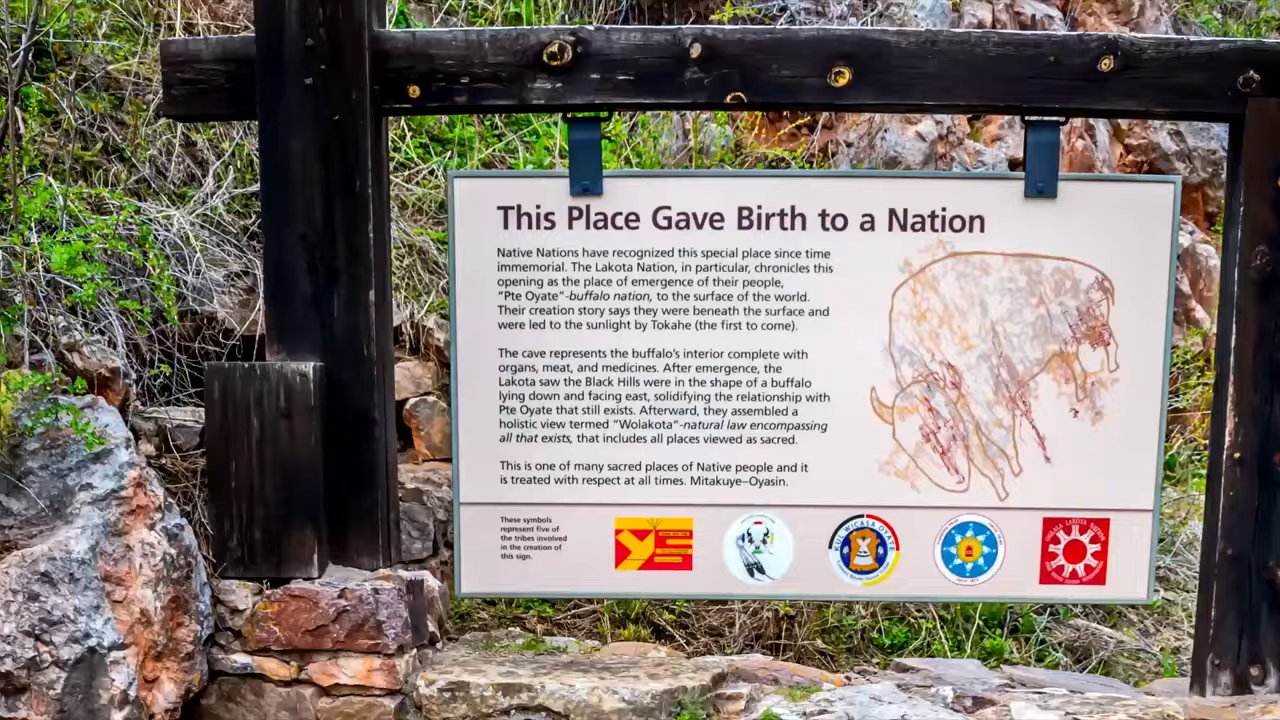 This Place Gave Birth to a Nation
Native Nations have recognized this special place since time
immemorial. The Lakota Nation, in particular, chronicles this
opening as the place of emergence of their people,
“Pte Oyate”-buffalo nation, to the surface of the world.
Their creation story says they were beneath the surface and
were led to the sunlight by Tokahe (the first to come).
The cave represents the buffalo’s interior complete with
organs, meat, and medicines. After emergence, the
Lakota saw the Black Hills were in the shape of a buffalo
lying down and facing east, solidifying the relationship with
Pte Oyate that still exists. Afterward, they assembled a
holistic view termed “Wolakota”-natural law encompassing
all that exists, that includes all places viewed as sacred.
This is one of many sacred places of Native people and it
is treated with respect at all times. Mitakuye–Oyasin.
These symbols
represent five of
the tribes involved
in the creation of
this sign.
KUL WICASA OYATE
OGLALA LAKOTA NATION